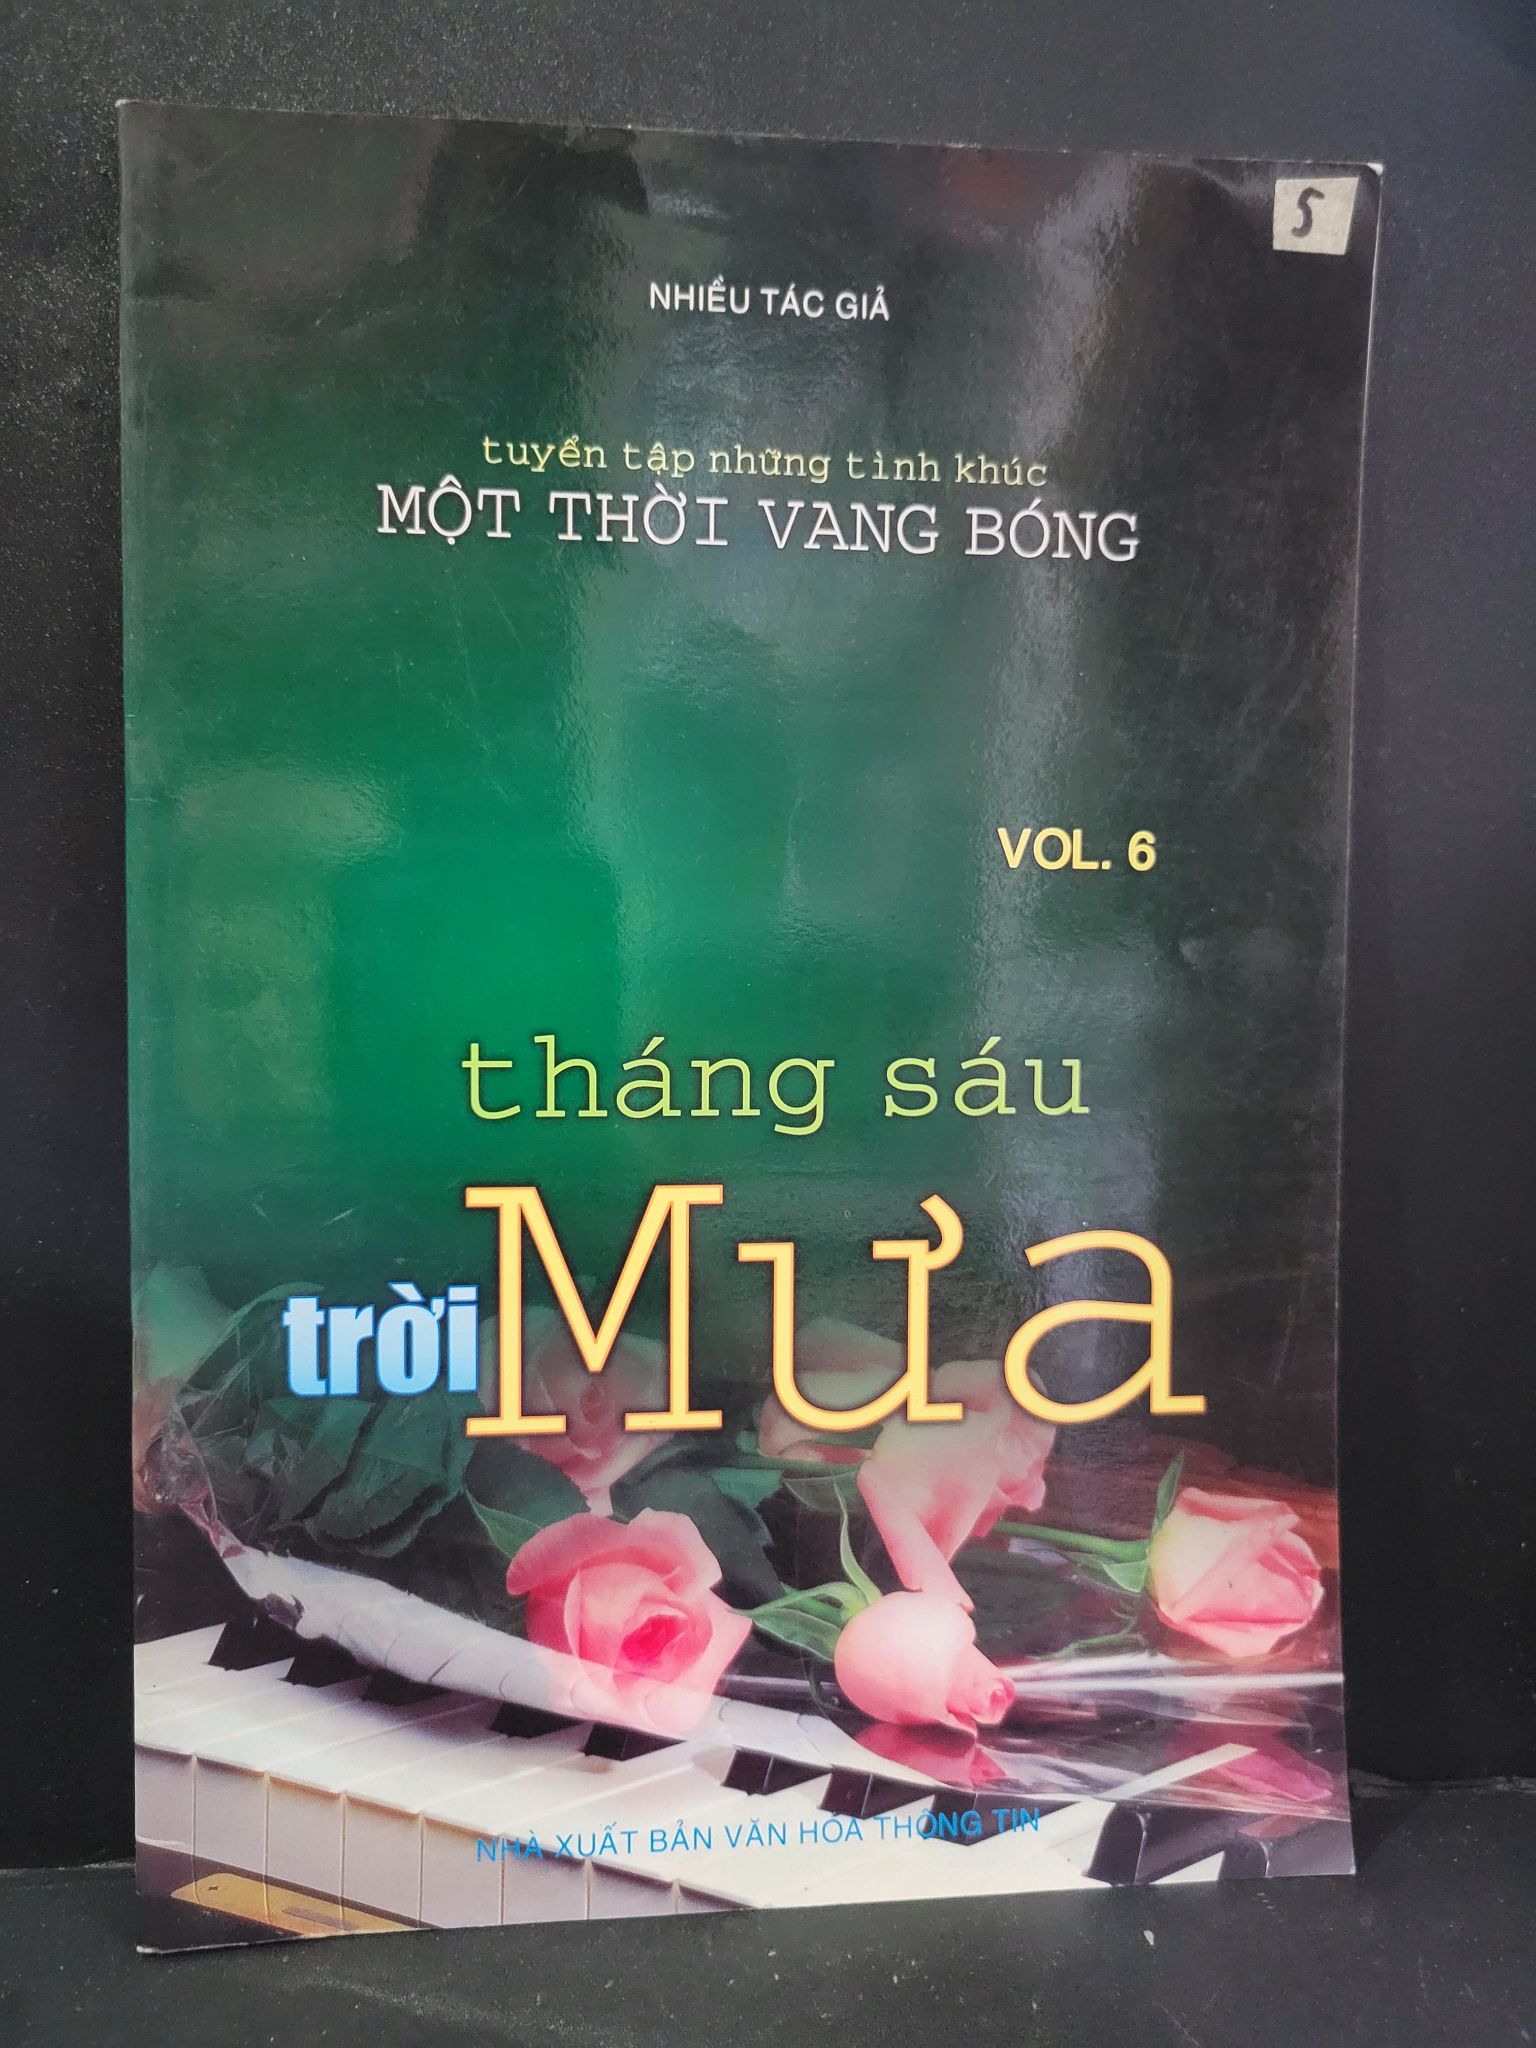 5
NHIỀU TÁC GIẢ
tuyển tập những tình khúc
MỘT THỜI VANG BÓNG
VOL. 6
tháng sáu
trời Mưa
NHÀ XUẤT BẢN VĂN HÓA THÔNG TIN